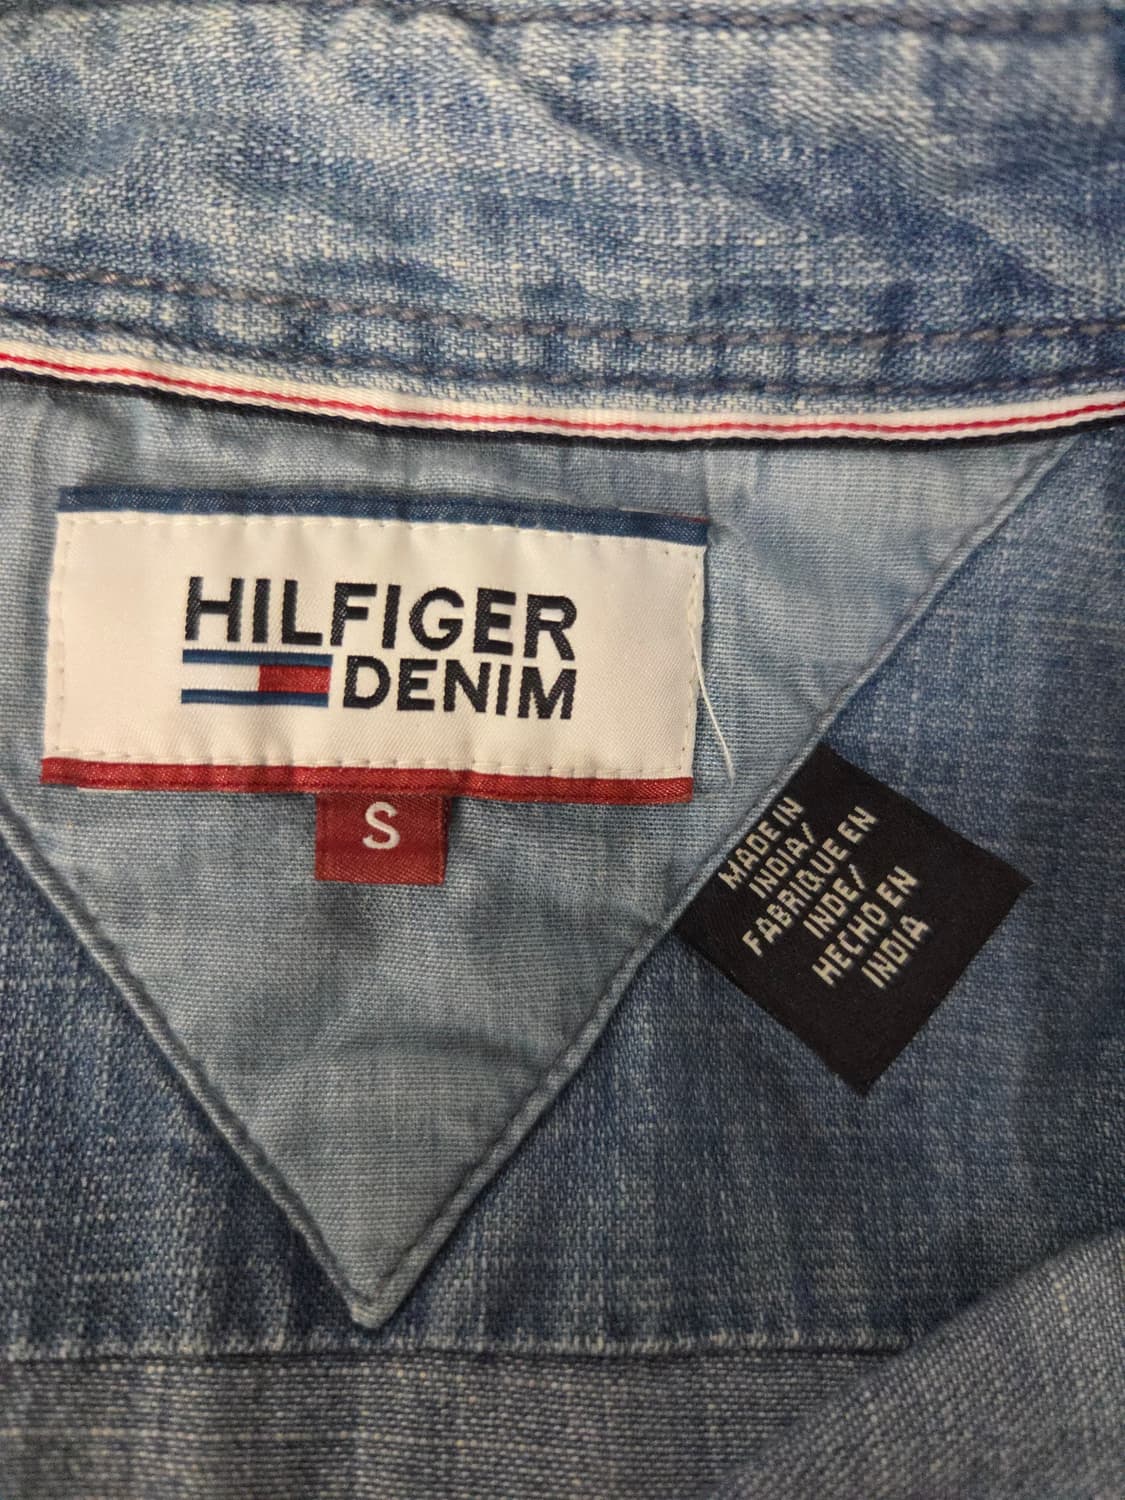 HILFIGER
DENIM
S
MADE IN
INDIA/
FABRIQUE EN
INDE/
HECHO EN
INDIA